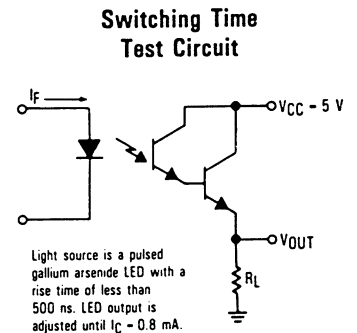 Switching Time
Test Circuit
IF
VCC - 5 V
VOUT
RL
Light source is a pulsed
gallium arsenide LED with a
rise time of less than
500 ns. LED output is
adjusted until IC - 0.8 mA.